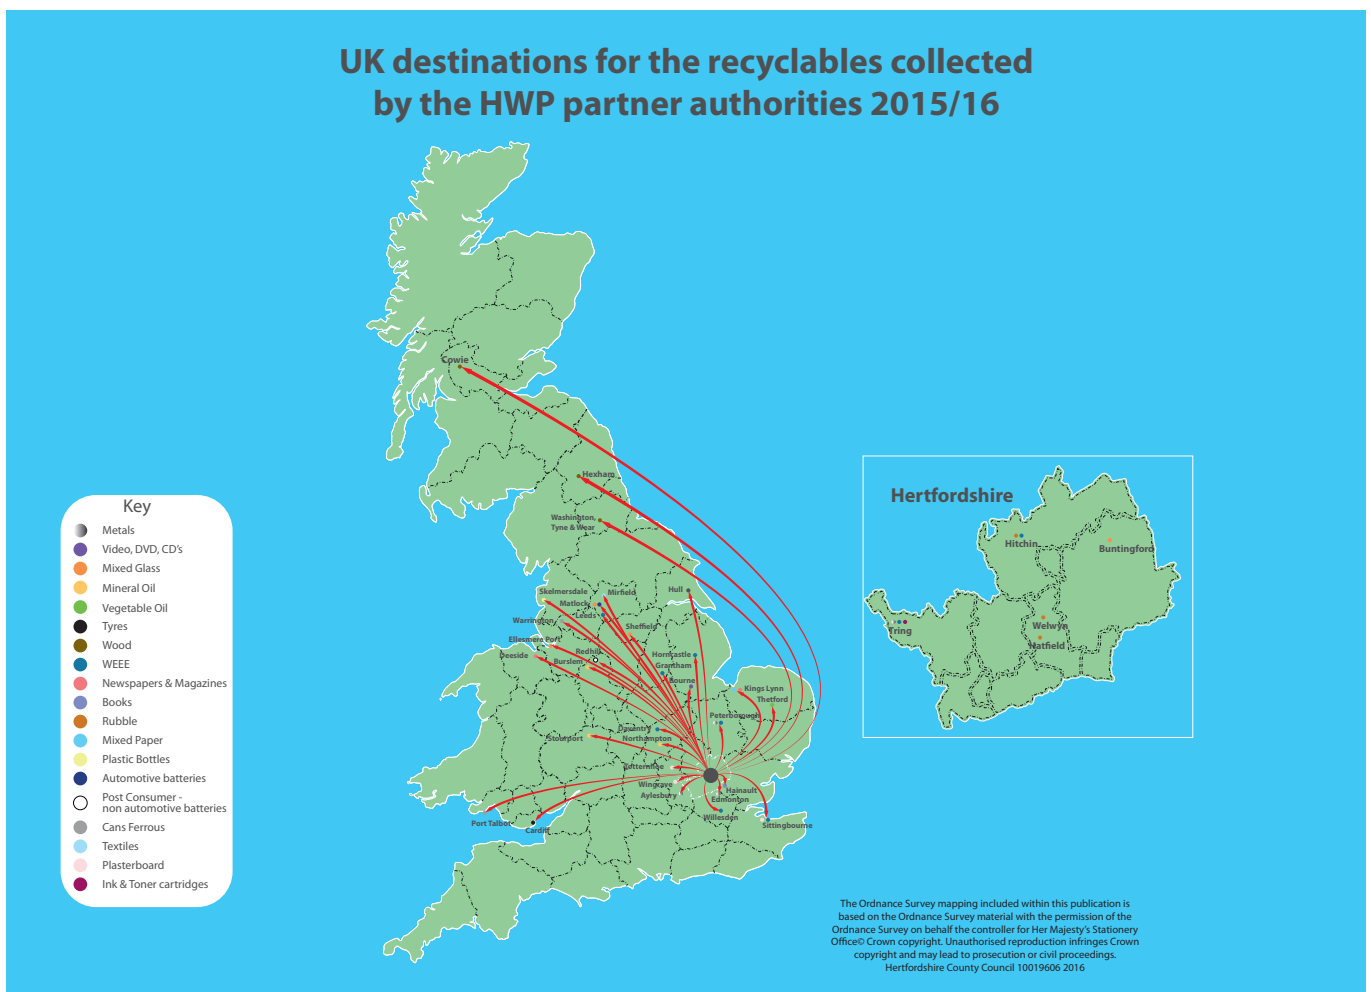 UK destinations for the recyclables collected
by the HWP partner authorities 2015/16
Cowie
Hexham
Washington,
Tyne & Wear
Skelmersdale
Mirfield
Hull
Matlock
Leeds
Warrington
Sheffield
Ellesmere Port
Deeside
Redhill
Burslem
Horncastle
Grantham
Bourne
Kings Lynn
Thetford
Peterborough
Daventry
Northampton
Stourport
Totternhoe
Wingrave
Aylesbury
Hainault
Edmonton
Willesden
Sittingbourne
Port Talbot
Cardiff
Key
Metals
Video, DVD, CD's
Mixed Glass
Mineral Oil
Vegetable Oil
Tyres
Wood
WEEE
Newspapers & Magazines
Books
Rubble
Mixed Paper
Plastic Bottles
Automotive batteries
Post Consumer -
non automotive batteries
Cans Ferrous
Textiles
Plasterboard
Ink & Toner cartridges
Hertfordshire
Hitchin
Buntingford
Tring
Welwyn
Hatfield
The Ordnance Survey mapping included within this publication is
based on the Ordnance Survey material with the permission of the
Ordnance Survey on behalf the controller for Her Majesty's Stationery
Office© Crown copyright. Unauthorised reproduction infringes Crown
copyright and may lead to prosecution or civil proceedings.
Hertfordshire County Council 10019606 2016